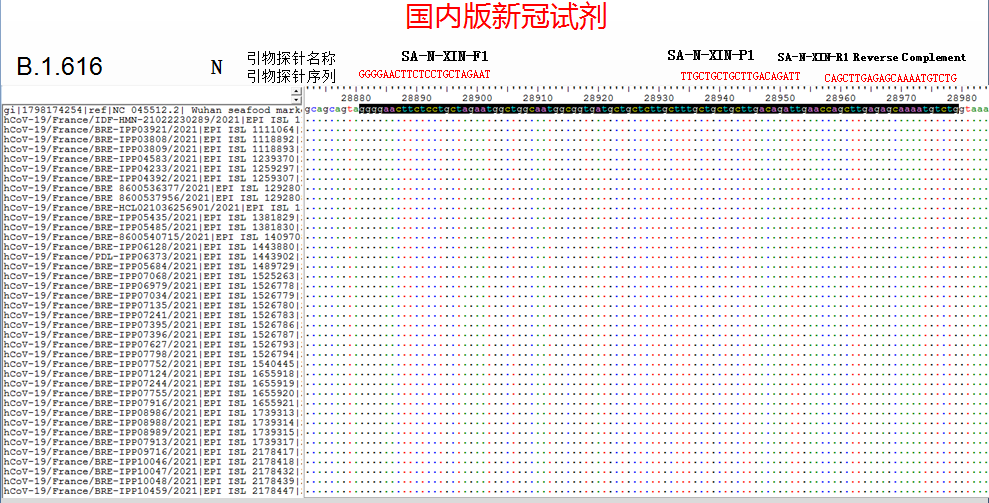 国内版新冠试剂
B.1.616
N
引物探针名称
SA-N-XIN-F1
SA-N-XIN-P1
SA-N-XIN-R1 Reverse Complement
引物探针序列
GGGGAACTTCTCCTGCTAGAAT
TTGCTGCTGCTTGACAGATT
CAGCTTGAGAGCAAAATGTCTG
28880 28890 28900 28910 28920 28930 28940 28950 28960 28970 28980
gi|1798174254|ref|NC 045512.2| Wuhan seafood mark gcagcagtaggggaacttctcctgctagaatggctggcaatggcggtgatgctgctcttgctttgctgctgcttgacagattgaaccagcttgagagcaaaatgtctggtaaa
hCoV-19/France/IDF-HMN-21022230289/2021|EPI ISL 1
hCoV-19/France/BRE-IPP03921/2021|EPI ISL 1111064|
hCoV-19/France/BRE-IPP03808/2021|EPI ISL 1118892|
hCoV-19/France/BRE-IPP03809/2021|EPI ISL 1118893|
hCoV-19/France/BRE-IPP04583/2021|EPI ISL 1239370|
hCoV-19/France/BRE-IPP04233/2021|EPI ISL 1259297|
hCoV-19/France/BRE-IPP04392/2021|EPI ISL 1259307|
hCoV-19/France/BRE 8600536377/2021|EPI ISL 129280
hCoV-19/France/BRE 8600537956/2021|EPI ISL 129280
hCoV-19/France/BRE-HCL021036256901/2021|EPI ISL 1
hCoV-19/France/BRE-IPP05435/2021|EPI ISL 1381829|
hCoV-19/France/BRE-IPP05485/2021|EPI ISL 1381830|
hCoV-19/France/BRE-8600540715/2021|EPI ISL 140970
hCoV-19/France/BRE-IPP06128/2021|EPI ISL 1443880|
hCoV-19/France/PDL-IPP06373/2021|EPI ISL 1443902|
hCoV-19/France/BRE-IPP05684/2021|EPI ISL 1489729|
hCoV-19/France/BRE-IPP07068/2021|EPI ISL 1525263|
hCoV-19/France/BRE-IPP06979/2021|EPI ISL 1526778|
hCoV-19/France/BRE-IPP07034/2021|EPI ISL 1526779|
hCoV-19/France/BRE-IPP07135/2021|EPI ISL 1526780|
hCoV-19/France/BRE-IPP07241/2021|EPI ISL 1526783|
hCoV-19/France/BRE-IPP07395/2021|EPI ISL 1526786|
hCoV-19/France/BRE-IPP07396/2021|EPI ISL 1526787|
hCoV-19/France/BRE-IPP07627/2021|EPI ISL 1526793|
hCoV-19/France/BRE-IPP07798/2021|EPI ISL 1526794|
hCoV-19/France/BRE-IPP07752/2021|EPI ISL 1540445|
hCoV-19/France/BRE-IPP07124/2021|EPI ISL 1655918|
hCoV-19/France/BRE-IPP07244/2021|EPI ISL 1655919|
hCoV-19/France/BRE-IPP07755/2021|EPI ISL 1655920|
hCoV-19/France/BRE-IPP07916/2021|EPI ISL 1655921|
hCoV-19/France/BRE-IPP08986/2021|EPI ISL 1739313|
hCoV-19/France/BRE-IPP08988/2021|EPI ISL 1739314|
hCoV-19/France/BRE-IPP08989/2021|EPI ISL 1739315|
hCoV-19/France/BRE-IPP07913/2021|EPI ISL 1739317|
hCoV-19/France/BRE-IPP09716/2021|EPI ISL 2178417|
hCoV-19/France/BRE-IPP10046/2021|EPI ISL 2178418|
hCoV-19/France/BRE-IPP10047/2021|EPI ISL 2178432|
hCoV-19/France/BRE-IPP10048/2021|EPI ISL 2178439|
hCoV-19/France/BRE-IPP10459/2021|EPI ISL 2178447|